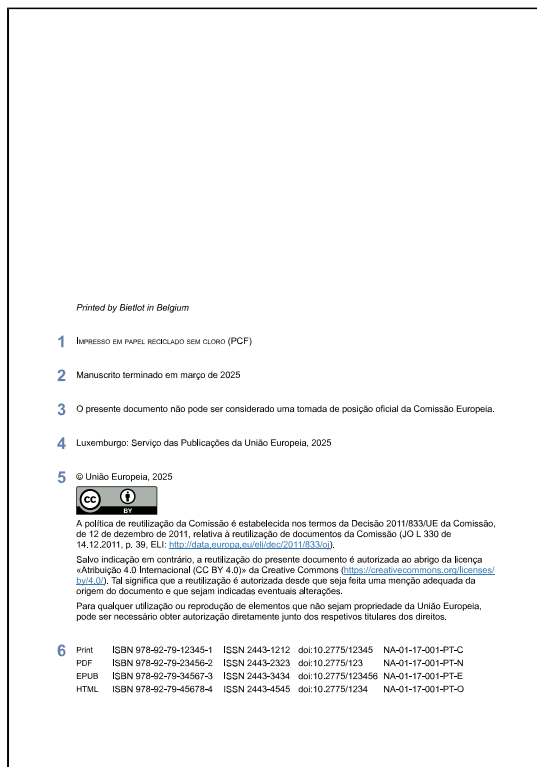 Printed by Bietlot in Belgium
1 Impresso em papel reciclado sem cloro (PCF)
2 Manuscrito terminado em março de 2025
3 O presente documento não pode ser considerado uma tomada de posição oficial da Comissão Europeia.
4 Luxemburgo: Serviço das Publicações da União Europeia, 2025
5 © União Europeia, 2025
cc BY
A política de reutilização da Comissão é estabelecida nos termos da Decisão 2011/833/UE da Comissão,
de 12 de dezembro de 2011, relativa à reutilização de documentos da Comissão (JO L 330 de
14.12.2011, p. 39, ELI: http://data.europa.eu/eli/dec/2011/833/oj).
Salvo indicação em contrário, a reutilização do presente documento é autorizada ao abrigo da licença
«Atribuição 4.0 Internacional (CC BY 4.0)» da Creative Commons (https://creativecommons.org/licenses/
by/4.0/). Tal significa que a reutilização é autorizada desde que seja feita uma menção adequada da
origem do documento e que sejam indicadas eventuais alterações.
Para qualquer utilização ou reprodução de elementos que não sejam propriedade da União Europeia,
pode ser necessário obter autorização diretamente junto dos respetivos titulares dos direitos.
6 Print ISBN 978-92-79-12345-1 ISSN 2443-1212 doi:10.2775/12345 NA-01-17-001-PT-C
PDF ISBN 978-92-79-23456-2 ISSN 2443-2323 doi:10.2775/123 NA-01-17-001-PT-N
EPUB ISBN 978-92-79-34567-3 ISSN 2443-3434 doi:10.2775/123456 NA-01-17-001-PT-E
HTML ISBN 978-92-79-45678-4 ISSN 2443-4545 doi:10.2775/1234 NA-01-17-001-PT-O